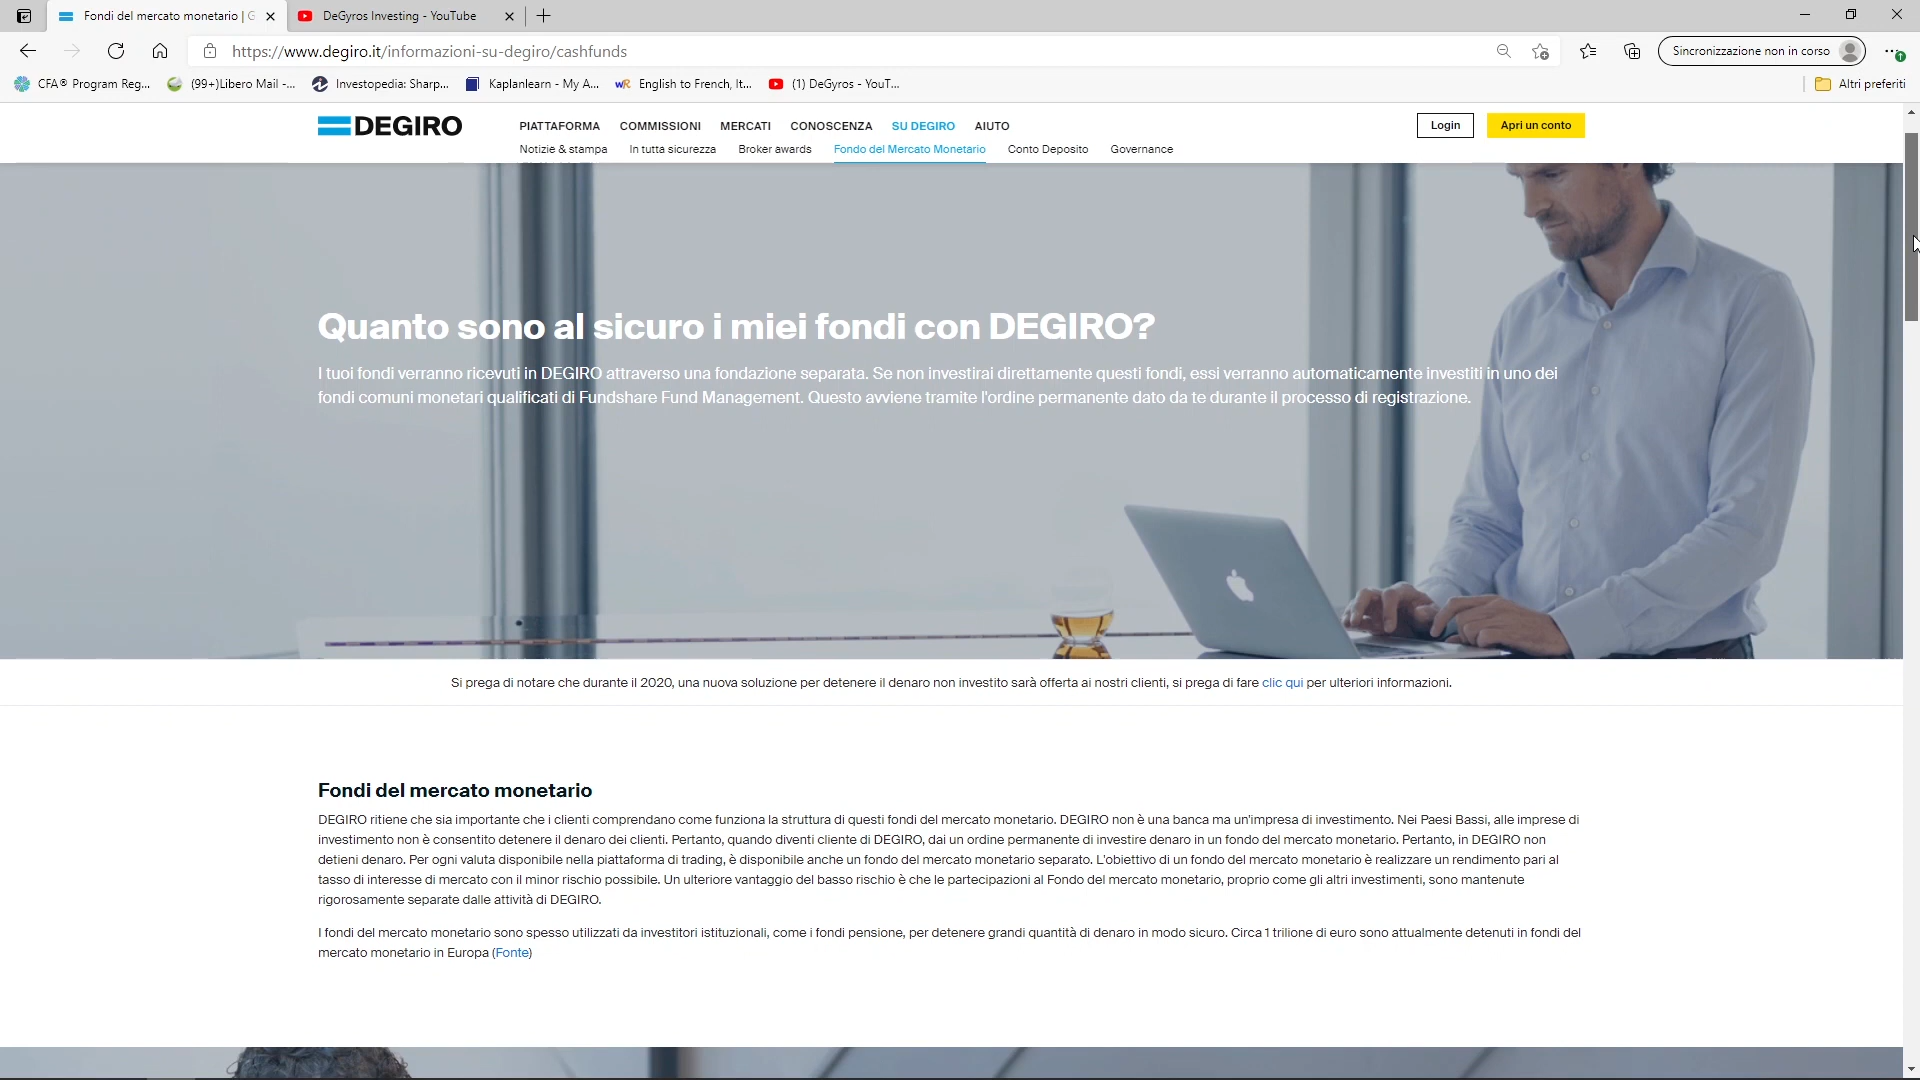 Fondi del mercato monetario | G
DeGyros Investing - YouTube
https://www.degiro.it/informazioni-su-degiro/cashfunds
Sincronizzazione non in corso
CFA® Program Reg...
(99+)Libero Mail -...
Investopedia: Sharp...
Kaplanlearn - My A...
WR English to French, It...
(1) DeGyros - YouT...
Altri preferiti
DEGIRO
PIATTAFORMA COMMISSIONI MERCATI CONOSCENZA SU DEGIRO AIUTO
Login
Apri un conto
Notizie & stampa In tutta sicurezza Broker awards Fondo del Mercato Monetario Conto Deposito Governance
Quanto sono al sicuro i miei fondi con DEGIRO?
I tuoi fondi verranno ricevuti in DEGIRO attraverso una fondazione separata. Se non investirai direttamente questi fondi, essi verranno automaticamente investiti in uno dei
fondi comuni monetari qualificati di Fundshare Fund Management. Questo avviene tramite l'ordine permanente dato da te durante il processo di registrazione.
Si prega di notare che durante il 2020, una nuova soluzione per detenere il denaro non investito sarà offerta ai nostri clienti, si prega di fare clic qui per ulteriori informazioni.
Fondi del mercato monetario
DEGIRO ritiene che sia importante che i clienti comprendano come funziona la struttura di questi fondi del mercato monetario. DEGIRO non è una banca ma un'impresa di investimento. Nei Paesi Bassi, alle imprese di
investimento non è consentito detenere il denaro dei clienti. Pertanto, quando diventi cliente di DEGIRO, dai un ordine permanente di investire denaro in un fondo del mercato monetario. Pertanto, in DEGIRO non
detieni denaro. Per ogni valuta disponibile nella piattaforma di trading, è disponibile anche un fondo del mercato monetario separato. L'obiettivo di un fondo del mercato monetario è realizzare un rendimento pari al
tasso di interesse di mercato con il minor rischio possibile. Un ulteriore vantaggio del basso rischio è che le partecipazioni al Fondo del mercato monetario, proprio come gli altri investimenti, sono mantenute
rigorosamente separate dalle attività di DEGIRO.
I fondi del mercato monetario sono spesso utilizzati da investitori istituzionali, come i fondi pensione, per detenere grandi quantità di denaro in modo sicuro. Circa 1 trilione di euro sono attualmente detenuti in fondi del
mercato monetario in Europa (Fonte)